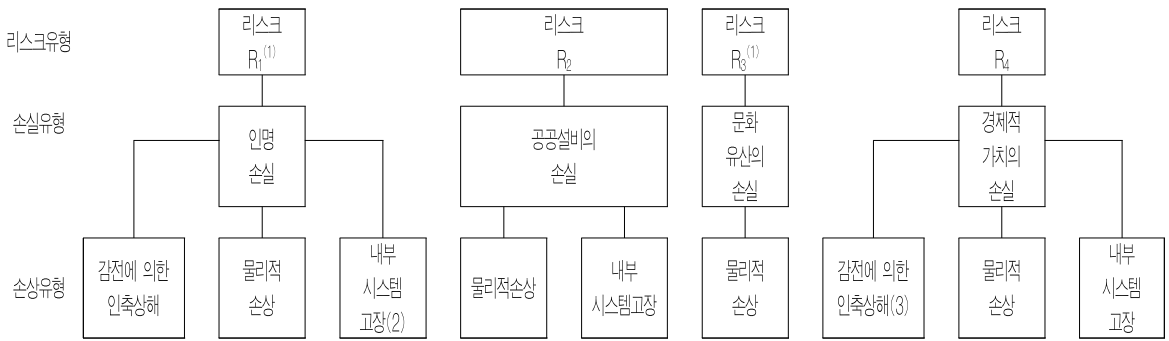 리스크유형
리스크
R₁⁽¹⁾
리스크
R₂
리스크
R₃⁽¹⁾
리스크
R₄
손실유형
인명
손실
공공설비의
손실
문화
유산의
손실
경제적
가치의
손실
손상유형
감전에 의한
인축상해
물리적
손상
내부
시스템
고장(2)
물리적손상
내부
시스템고장
물리적
손상
감전에 의한
인축상해(3)
물리적
손상
내부
시스템
고장